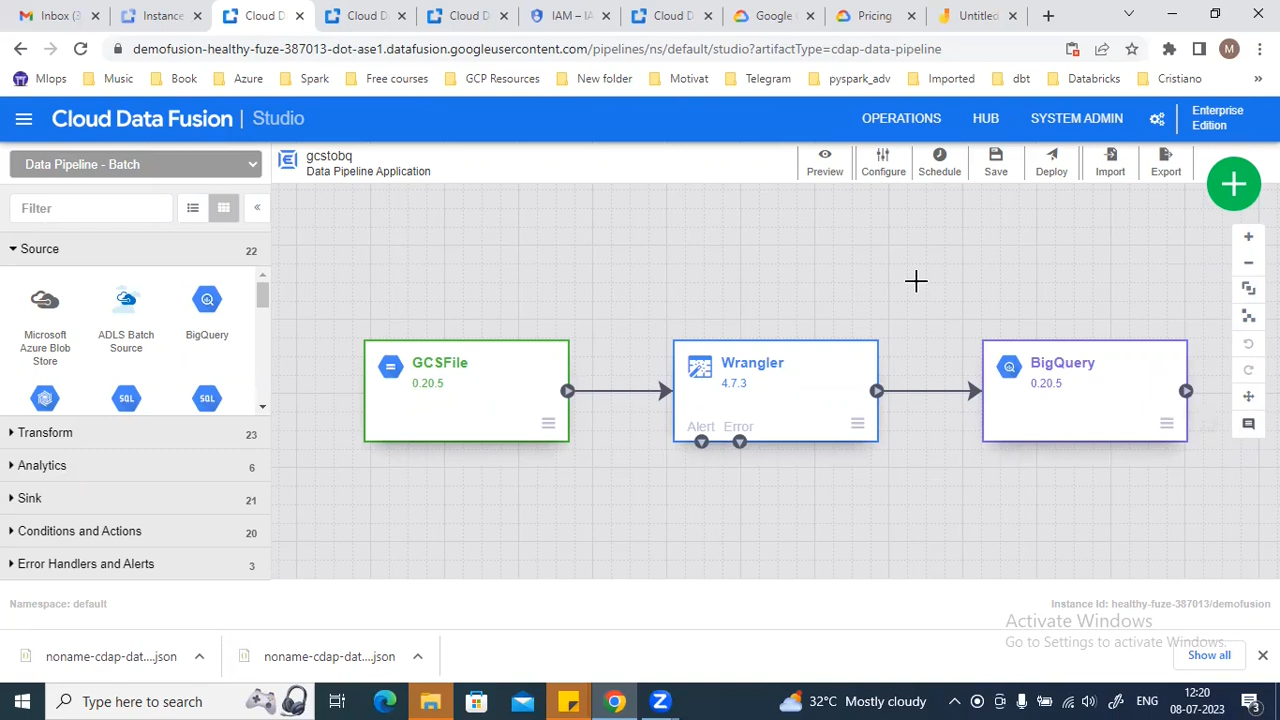 Inbox (3
Instance
Cloud D
Cloud D
Cloud D
IAM – IA
Cloud D
Google
Pricing
Untitled
demofusion-healthy-fuze-387013-dot-ase1.datafusion.googleusercontent.com/pipelines/ns/default/studio?artifactType=cdap-data-pipeline
M
Mlops
Music
Book
Azure
Spark
Free courses
GCP Resources
New folder
Motivat
Telegram
pyspark_adv
Imported
dbt
Databricks
Cristiano
Cloud Data Fusion | Studio
OPERATIONS
HUB
SYSTEM ADMIN
Enterprise
Edition
Data Pipeline - Batch
gcstobq
Data Pipeline Application
Preview
Configure
Schedule
Save
Deploy
Import
Export
Filter
Source 22
Microsoft
Azure Blob
Store
ADLS Batch
Source
BigQuery
SQL
SQL
Transform 23
Analytics 6
Sink 21
Conditions and Actions 20
Error Handlers and Alerts 3
GCSFile
0.20.5
Wrangler
4.7.3
Alert Error
BigQuery
0.20.5
Namespace: default
Instance Id: healthy-fuze-387013/demofusion
Activate Windows
Go to Settings to activate Windows.
noname-cdap-dat....json
noname-cdap-dat....json
Show all
Type here to search
32°C Mostly cloudy
ENG
12:20
08-07-2023
3